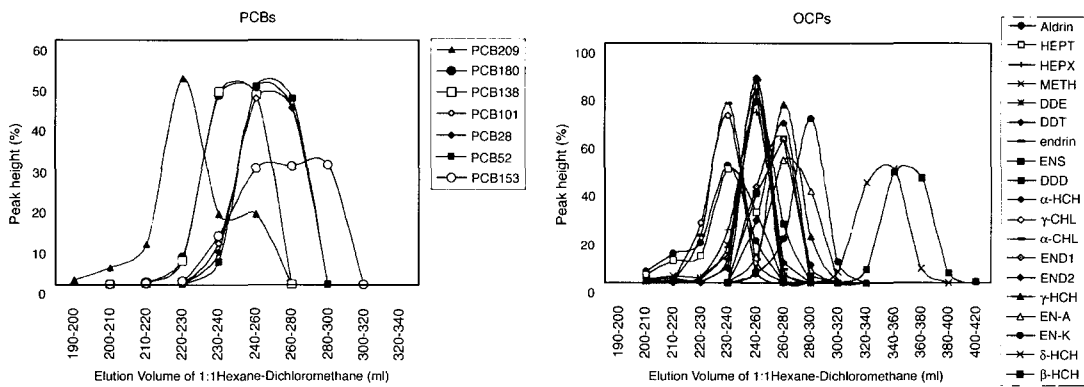 PCBs
60
50
40
30
20
10
0
Peak height (%)
190-200
200-210
210-220
220-230
230-240
240-260
260-280
280-300
300-320
320-340
Elution Volume of 1:1Hexane-Dichloromethane (ml)
PCB209
PCB180
PCB138
PCB101
PCB28
PCB52
PCB153
OCPs
100
80
60
40
20
0
Peak height (%)
190-200
200-210
210-220
220-230
230-240
240-260
260-280
280-300
300-320
320-340
340-360
360-380
380-400
400-420
Elution Volume of 1:1Hexane-Dichloromethane (ml)
Aldrin
HEPT
HEPX
METH
DDE
DDT
endrin
ENS
DDD
α-HCH
γ-CHL
α-CHL
END1
END2
γ-HCH
EN-A
EN-K
δ-HCH
β-HCH